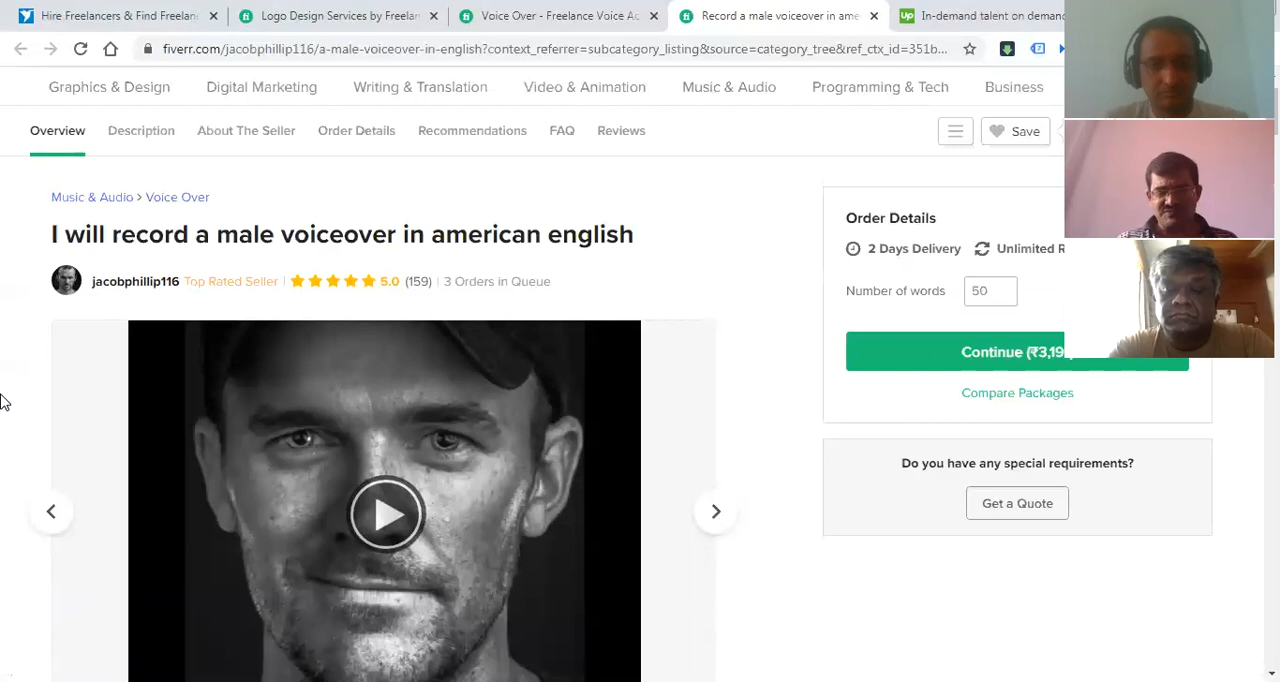 Hire Freelancers & Find Freelan
Logo Design Services by Freelan
Voice Over - Freelance Voice Ac
Record a male voiceover in ame
In-demand talent on demand
fiverr.com/jacobphillip116/a-male-voiceover-in-english?context_referrer=subcategory_listing&source=category_tree&ref_ctx_id=351b...
Graphics & Design
Digital Marketing
Writing & Translation
Video & Animation
Music & Audio
Programming & Tech
Business
Overview
Description
About The Seller
Order Details
Recommendations
FAQ
Reviews
Save
Music & Audio > Voice Over
I will record a male voiceover in american english
jacobphillip116 Top Rated Seller | 5.0 (159) | 3 Orders in Queue
Order Details
2 Days Delivery Unlimited R
Number of words 50
Continue (₹3,19
Compare Packages
Do you have any special requirements?
Get a Quote